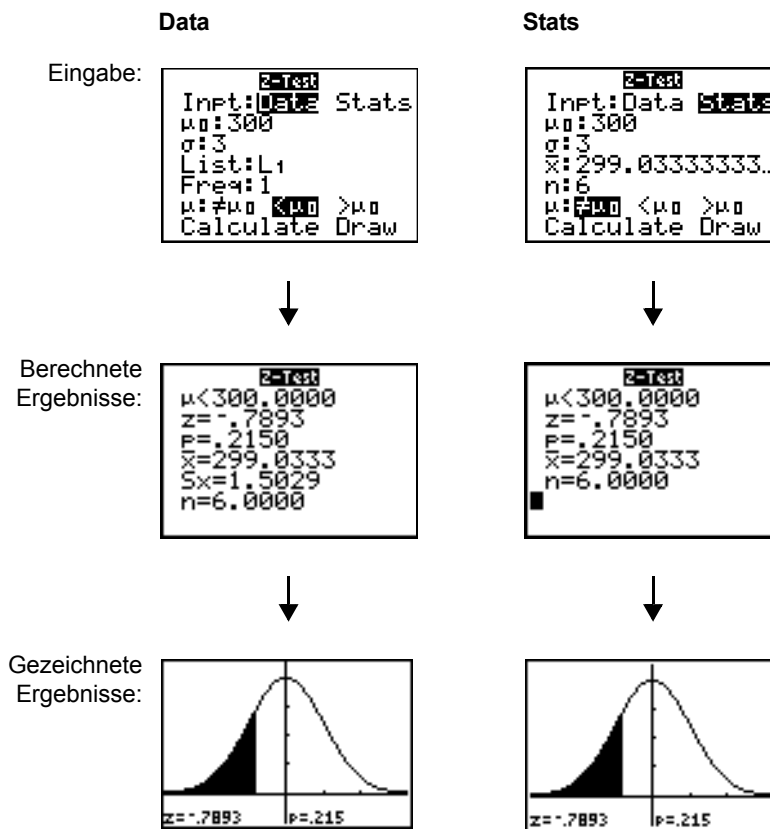 Data
Stats
Eingabe:
Z-Test
Inpt:Data Stats
μ0:300
σ:3
List:L1
Freq:1
μ:≠μ0 <μ0 >μ0
Calculate Draw
Z-Test
Inpt:Data Stats
μ0:300
σ:3
x̄:299.03333333…
n:6
μ:≠μ0 <μ0 >μ0
Calculate Draw
Berechnete
Ergebnisse:
Z-Test
μ<300.0000
z=-.7893
p=.2150
x̄=299.0333
Sx=1.5029
n=6.0000
Z-Test
μ<300.0000
z=-.7893
p=.2150
x̄=299.0333
n=6.0000
Gezeichnete
Ergebnisse:
z=-.7893 p=.215
z=-.7893 p=.215